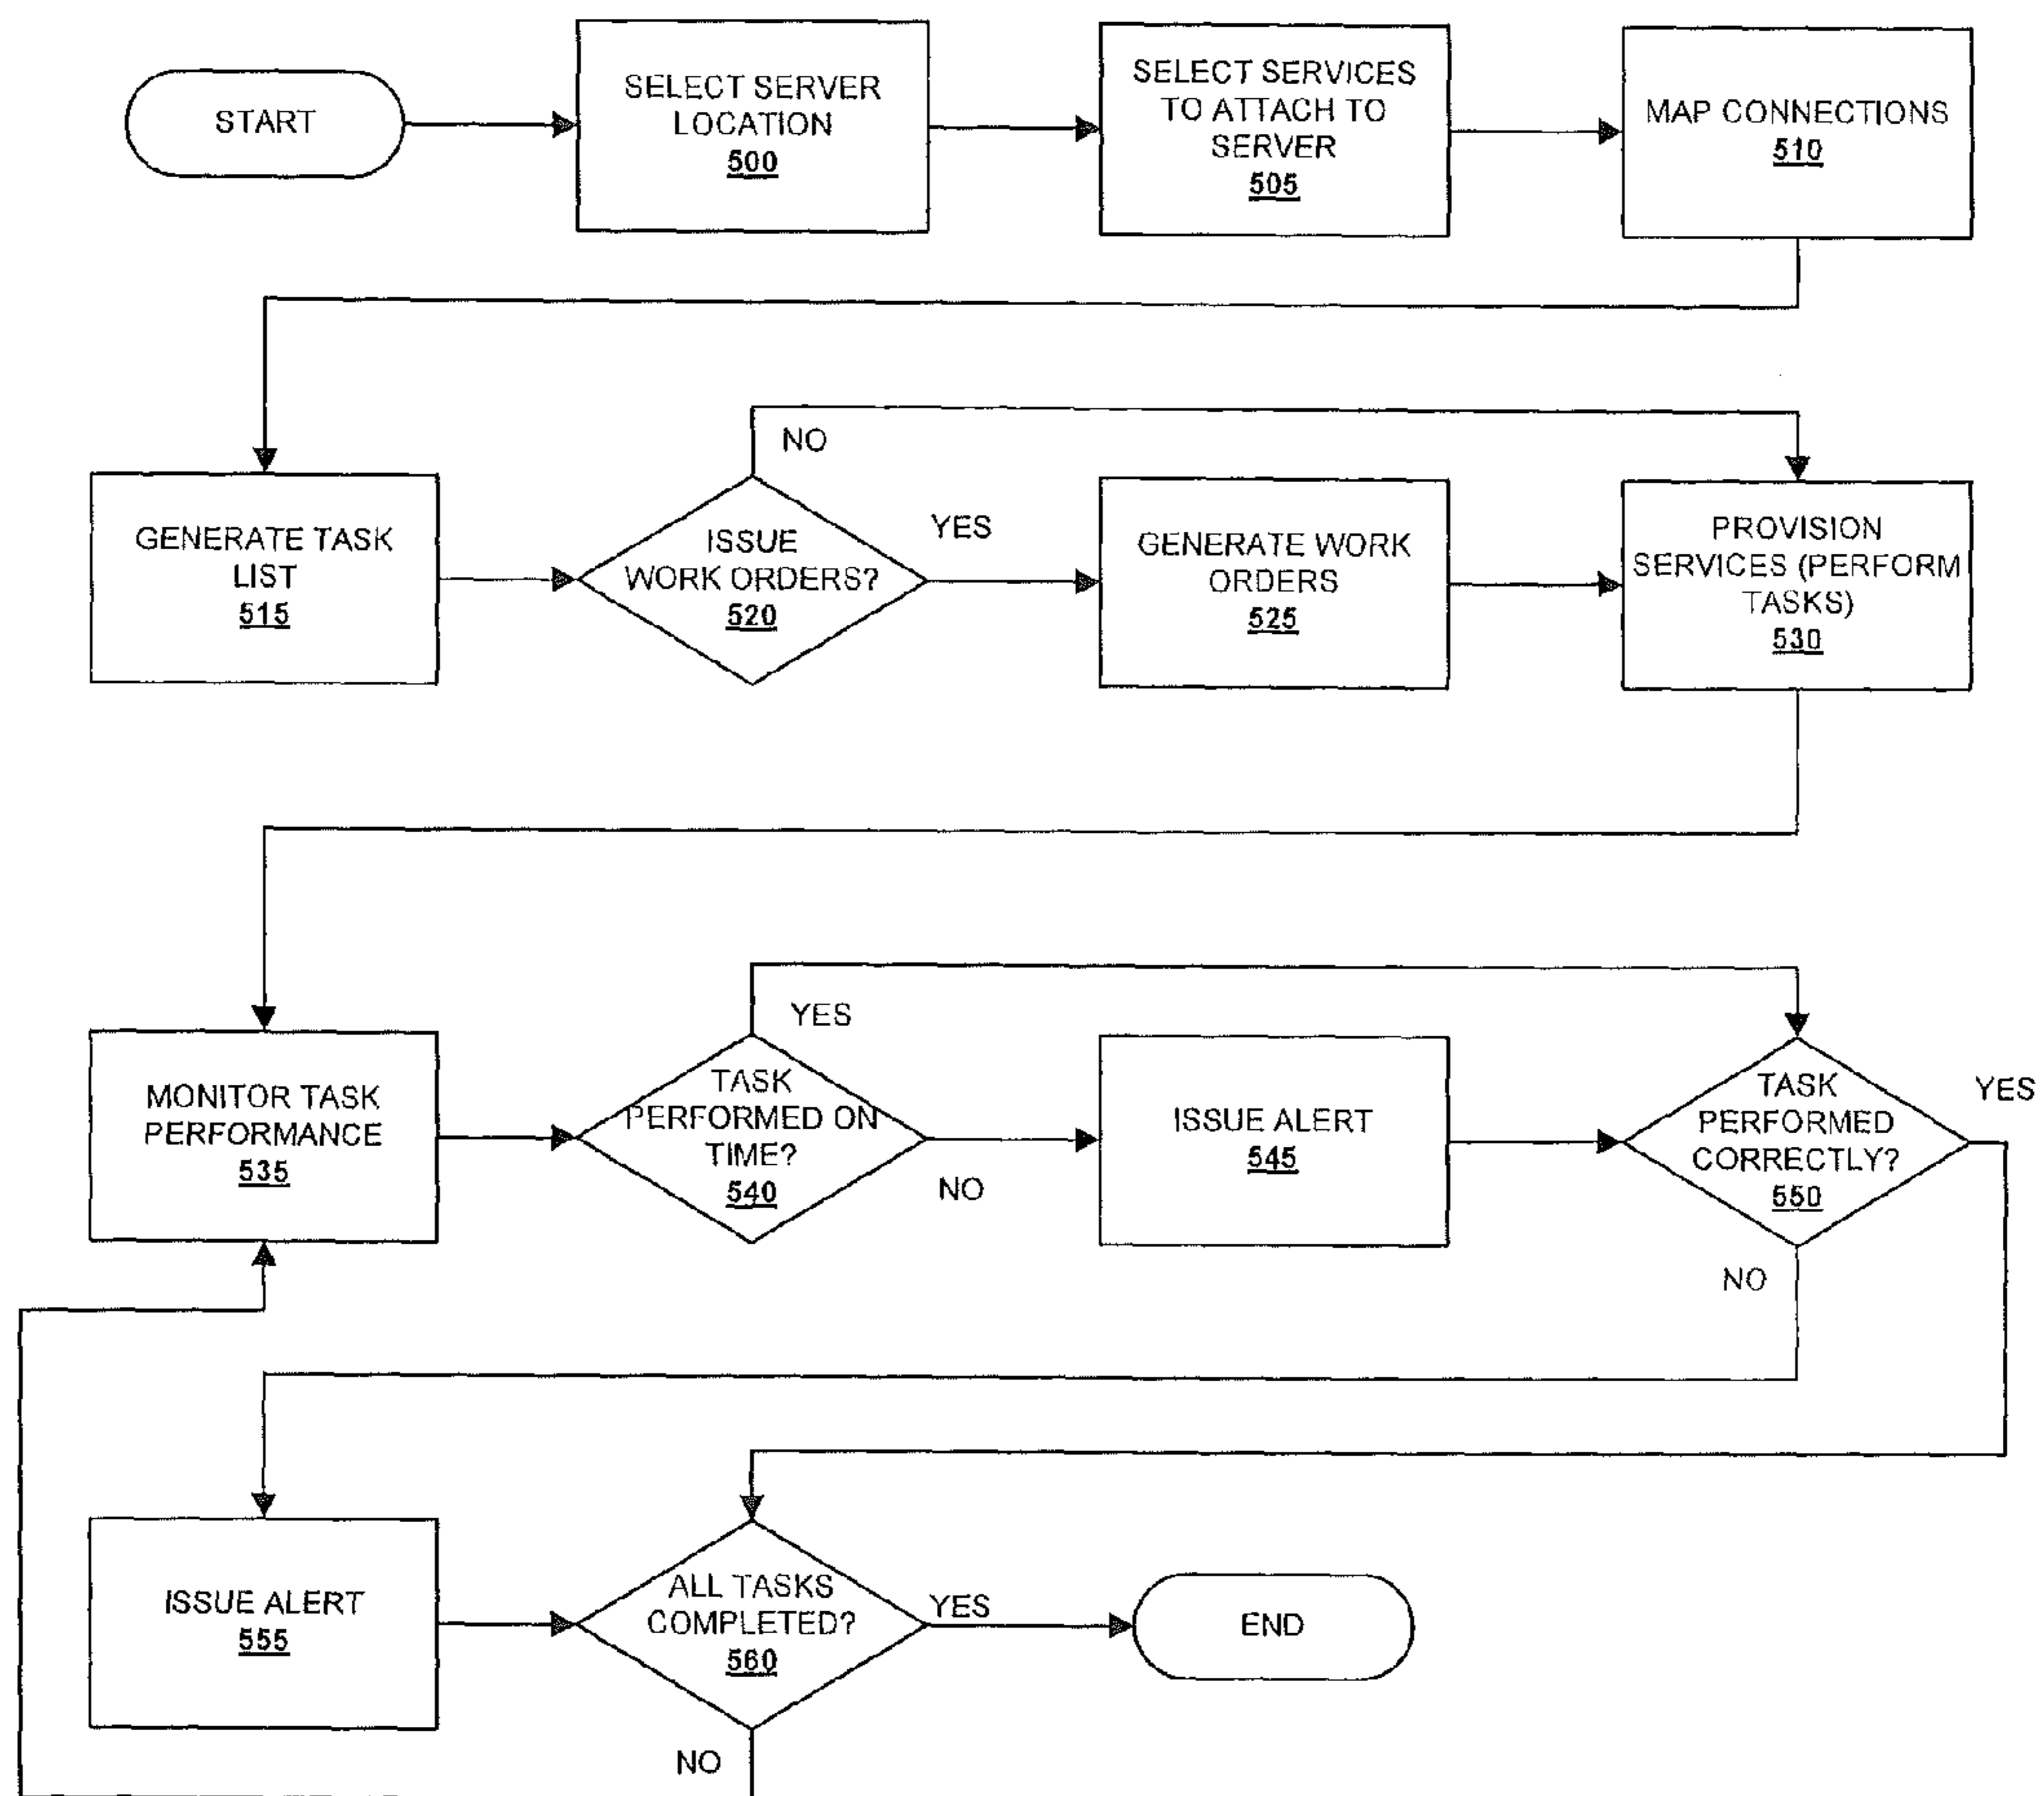 START
SELECT SERVER
LOCATION
500
SELECT SERVICES
TO ATTACH TO
SERVER
505
MAP CONNECTIONS
510
GENERATE TASK
LIST
515
NO
ISSUE
WORK ORDERS?
520
YES
GENERATE WORK
ORDERS
525
PROVISION
SERVICES (PERFORM
TASKS)
530
MONITOR TASK
PERFORMANCE
535
YES
TASK
PERFORMED ON
TIME?
540
NO
ISSUE ALERT
545
TASK
PERFORMED
CORRECTLY?
550
YES
NO
ISSUE ALERT
555
ALL TASKS
COMPLETED?
560
YES
END
NO